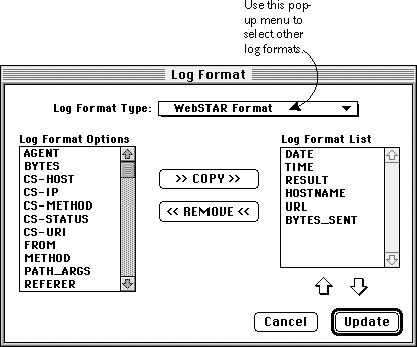 Use this pop-
up menu to
select other
log formats.
Log Format
Log Format Type: WebSTAR Format
Log Format Options
AGENT
BYTES
CS-HOST
CS-IP
CS-METHOD
CS-STATUS
CS-URI
FROM
METHOD
PATH_ARGS
REFERER
>> COPY >>
<< REMOVE <<
Log Format List
DATE
TIME
RESULT
HOSTNAME
URL
BYTES_SENT
Cancel
Update